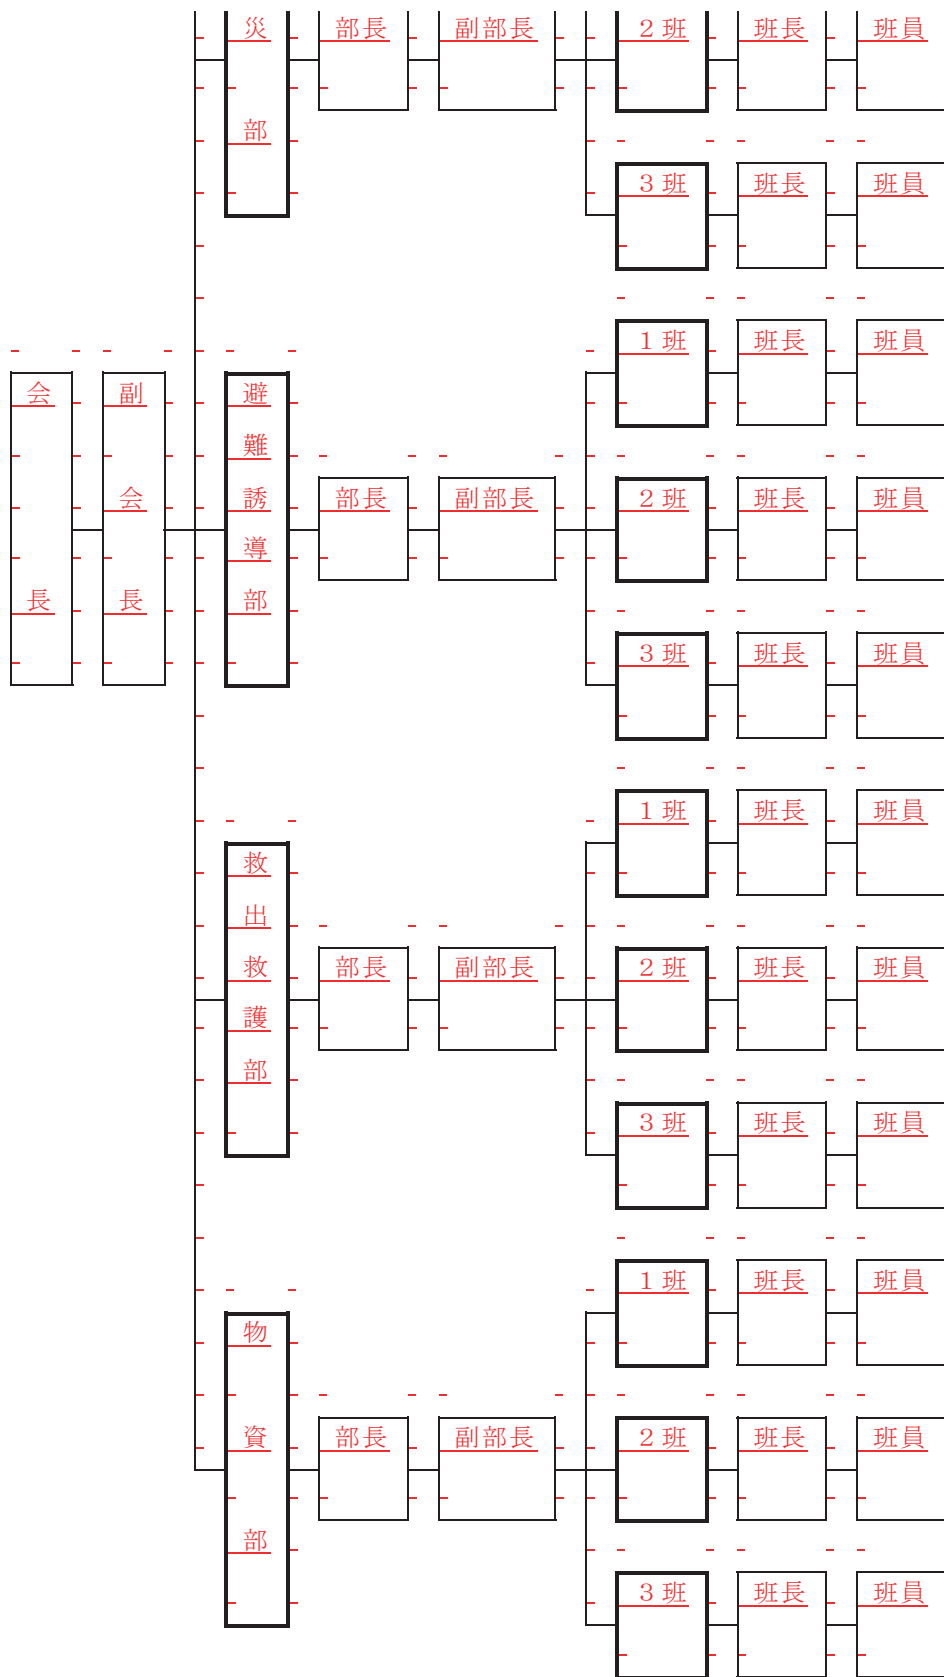 災部 部長 副部長 2班 班長 班員
3班 班長 班員
会長 副会長
1班 班長 班員
避難誘導部 部長 副部長 2班 班長 班員
3班 班長 班員
1班 班長 班員
救出救護部 部長 副部長 2班 班長 班員
3班 班長 班員
1班 班長 班員
物資部 部長 副部長 2班 班長 班員
3班 班長 班員